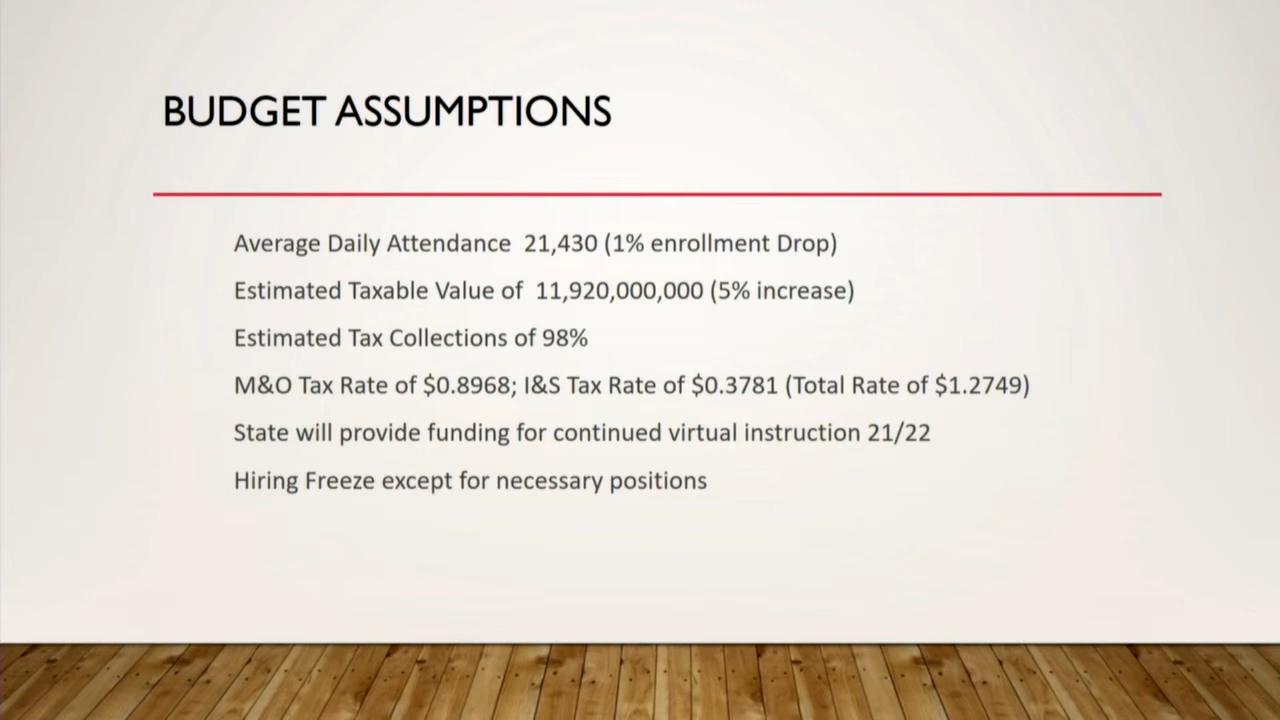 BUDGET ASSUMPTIONS
Average Daily Attendance  21,430 (1% enrollment Drop)
Estimated Taxable Value of  11,920,000,000 (5% increase)
Estimated Tax Collections of 98%
M&O Tax Rate of $0.8968; I&S Tax Rate of $0.3781 (Total Rate of $1.2749)
State will provide funding for continued virtual instruction 21/22
Hiring Freeze except for necessary positions